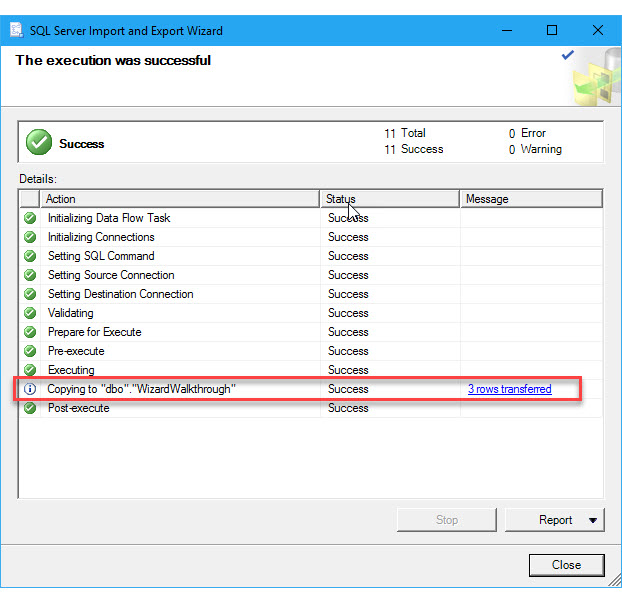 SQL Server Import and Export Wizard
The execution was successful
Success
11 Total
0 Error
11 Success
0 Warning
Details:
Action Status Message
Initializing Data Flow Task Success
Initializing Connections Success
Setting SQL Command Success
Setting Source Connection Success
Setting Destination Connection Success
Validating Success
Prepare for Execute Success
Pre-execute Success
Executing Success
Copying to "dbo"."WizardWalkthrough" Success 3 rows transferred
Post-execute Success
Stop Report
Close